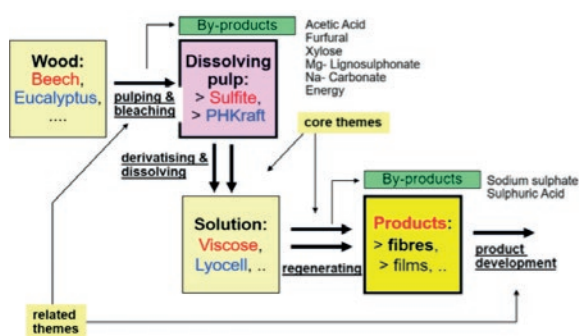 By-products
Acetic Acid
Furfural
Xylose
Mg- Lignosulphonate
Na- Carbonate
Energy
Wood:
Beech,
Eucalyptus,
....
pulping &
bleaching
Dissolving
pulp:
> Sulfite,
> PHKraft
core themes
derivatising &
dissolving
By-products
Sodium sulphate
Sulphuric Acid
Solution:
Viscose,
Lyocell, ..
regenerating
Products:
> fibres,
> films, ..
product
development
related
themes